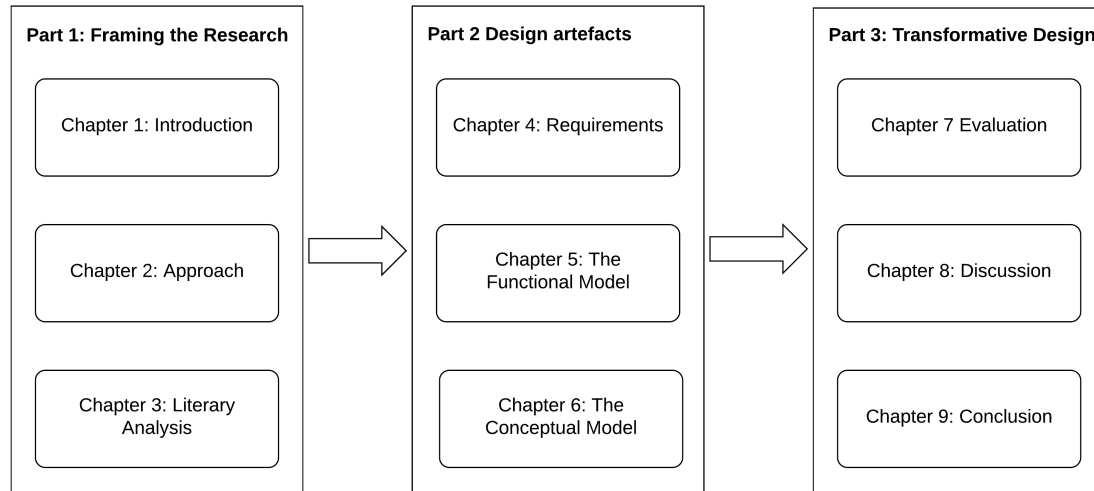 Part 1: Framing the Research
Chapter 1: Introduction
Chapter 2: Approach
Chapter 3: Literary
Analysis
Part 2 Design artefacts
Chapter 4: Requirements
Chapter 5: The
Functional Model
Chapter 6: The
Conceptual Model
Part 3: Transformative Design
Chapter 7 Evaluation
Chapter 8: Discussion
Chapter 9: Conclusion